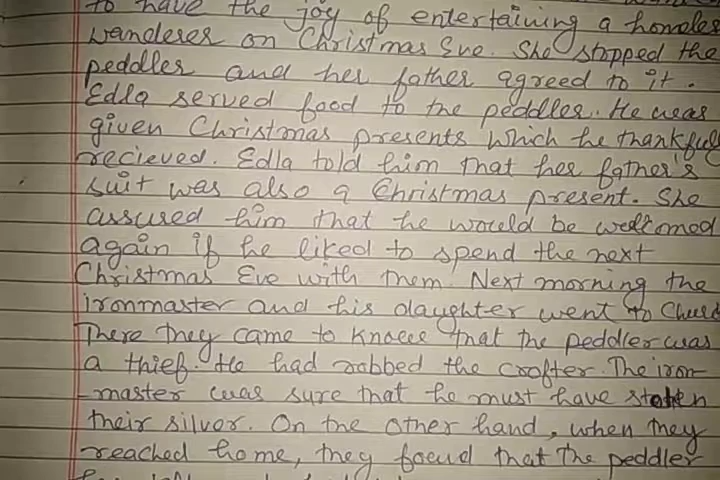 to have the joy of entertaining a homeles
wanderer on Christmas Eve. She stopped the
peddler and her father agreed to it.
Edla served food to the peddler. He was
given Christmas presents which he thankful
recieved. Edla told him that her father's
suit was also a Christmas present. She
assured him that he would be welcomed
again if he liked to spend the next
Christmas Eve with them. Next morning the
ironmaster and his daughter went to
There they came to know that the peddler was
a thief. He had robbed the crofter. The iron-
-master was sure that he must have stolen
their silver. On the other hand, when they
reached home, they found that the peddler